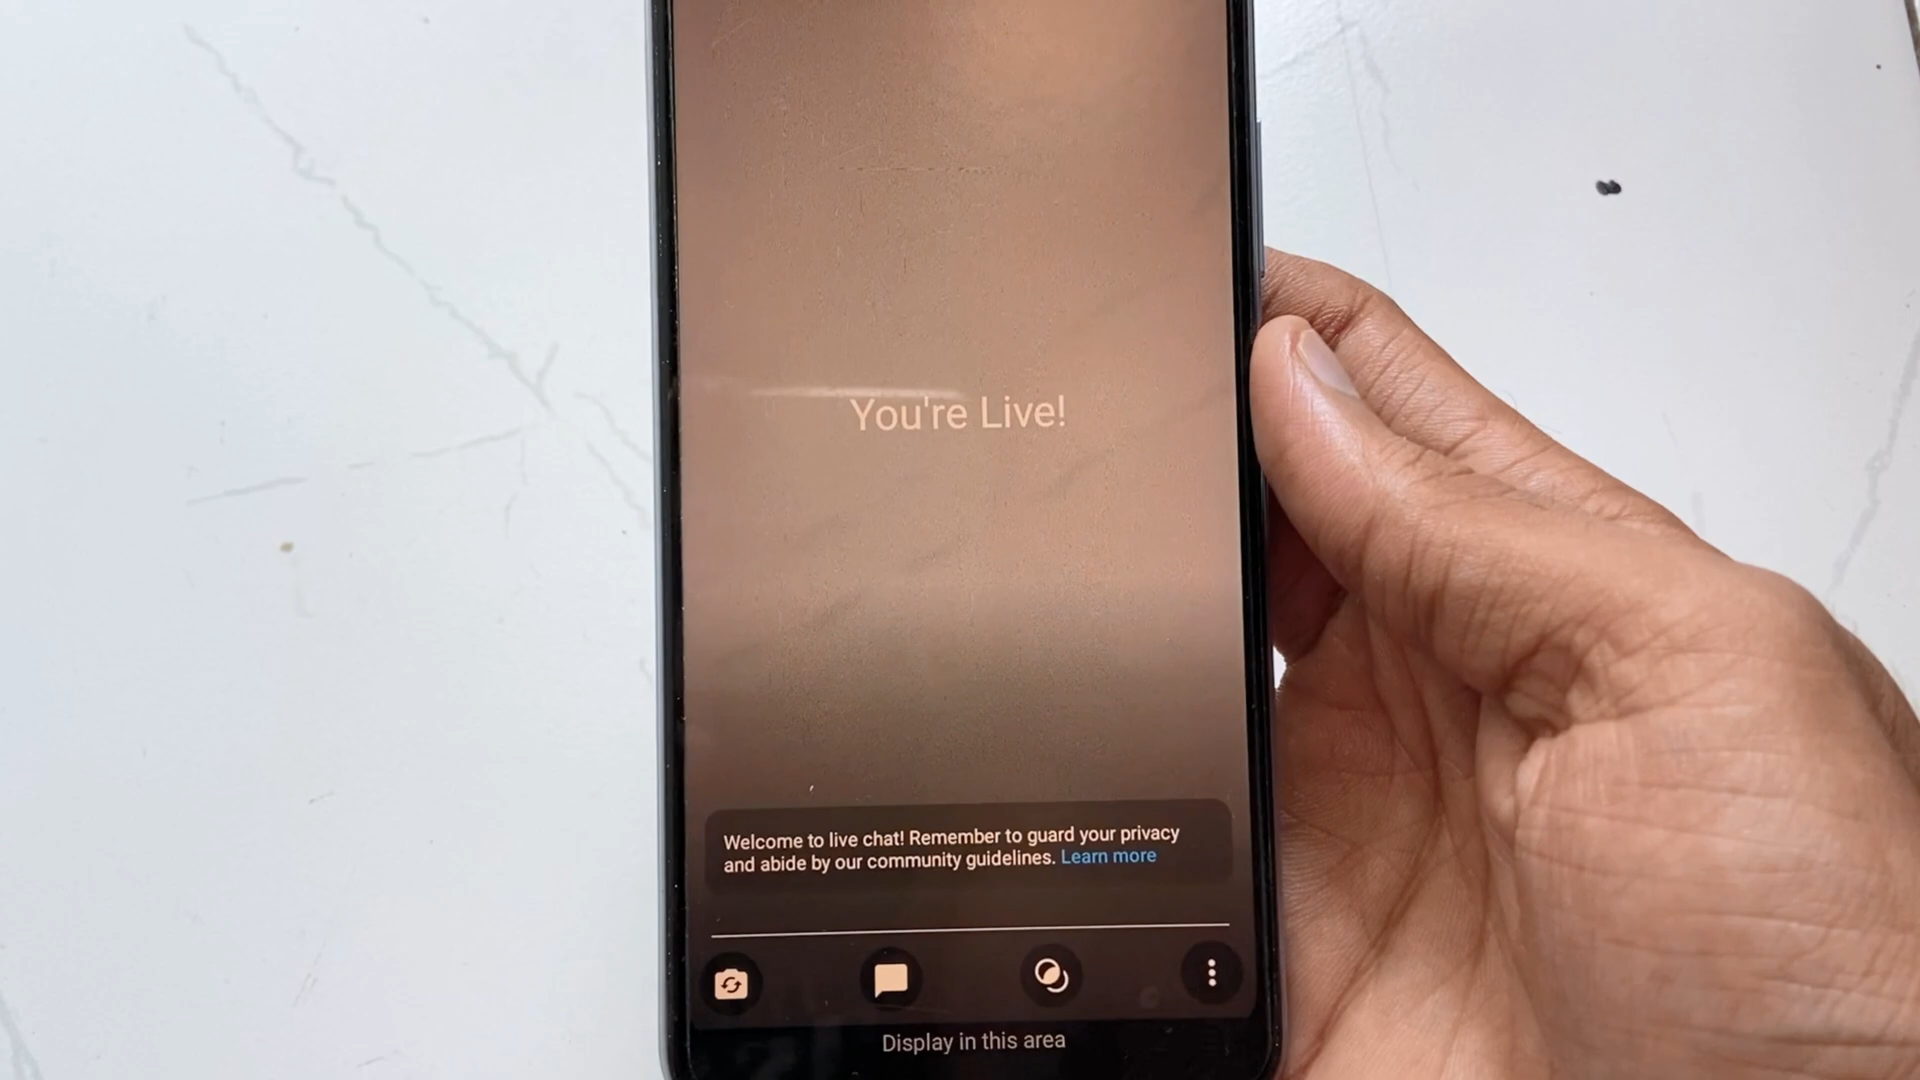 You're Live!
Welcome to live chat! Remember to guard your privacy
and abide by our community guidelines. Learn more
Display in this area